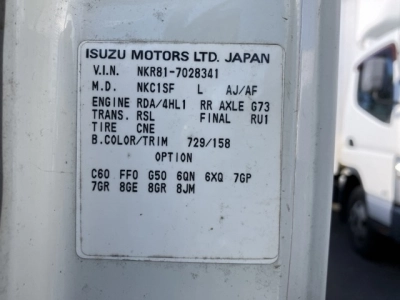 ISUZU MOTORS LTD. JAPAN
V.I.N. NKR81-7028341
M.D. NKC1SF L AJ/AF
ENGINE RDA/4HL1 RR AXLE G73
TRANS. RSL FINAL RU1
TIRE CNE
B.COLOR/TRIM 729/158
OPTION
C60 FF0 G50 6QN 6XQ 7GP
7GR 8GE 8GR 8JM